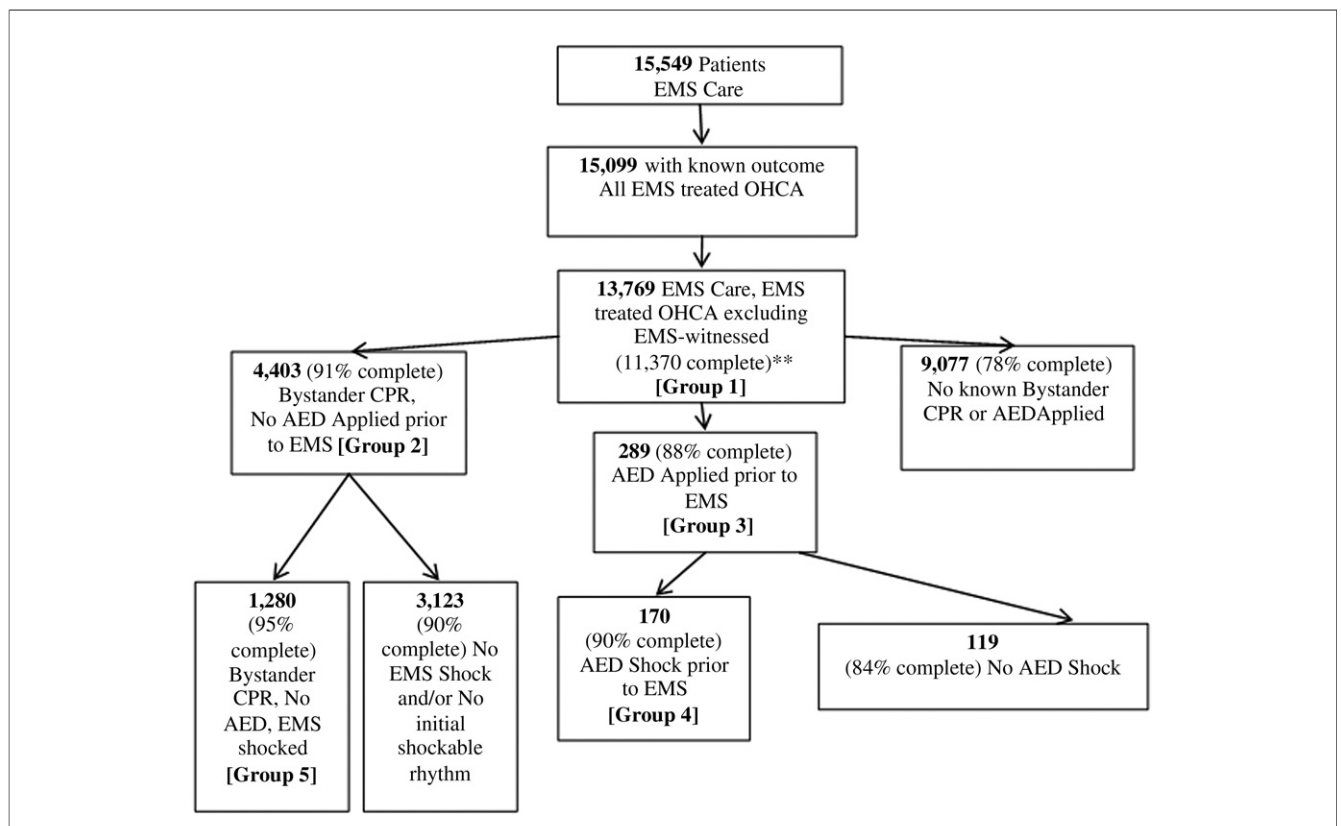 15,549 Patients
EMS Care
15,099 with known outcome
All EMS treated OHCA
13,769 EMS Care, EMS
treated OHCA excluding
EMS-witnessed
(11,370 complete)**
[Group 1]
4,403 (91% complete)
Bystander CPR,
No AED Applied prior
to EMS [Group 2]
9,077 (78% complete)
No known Bystander
CPR or AEDApplied
289 (88% complete)
AED Applied prior to
EMS
[Group 3]
1,280
(95%
complete)
Bystander
CPR, No
AED, EMS
shocked
[Group 5]
3,123
(90%
complete) No
EMS Shock
and/or No
initial
shockable
rhythm
170
(90% complete)
AED Shock prior
to EMS
[Group 4]
119
(84% complete) No AED Shock